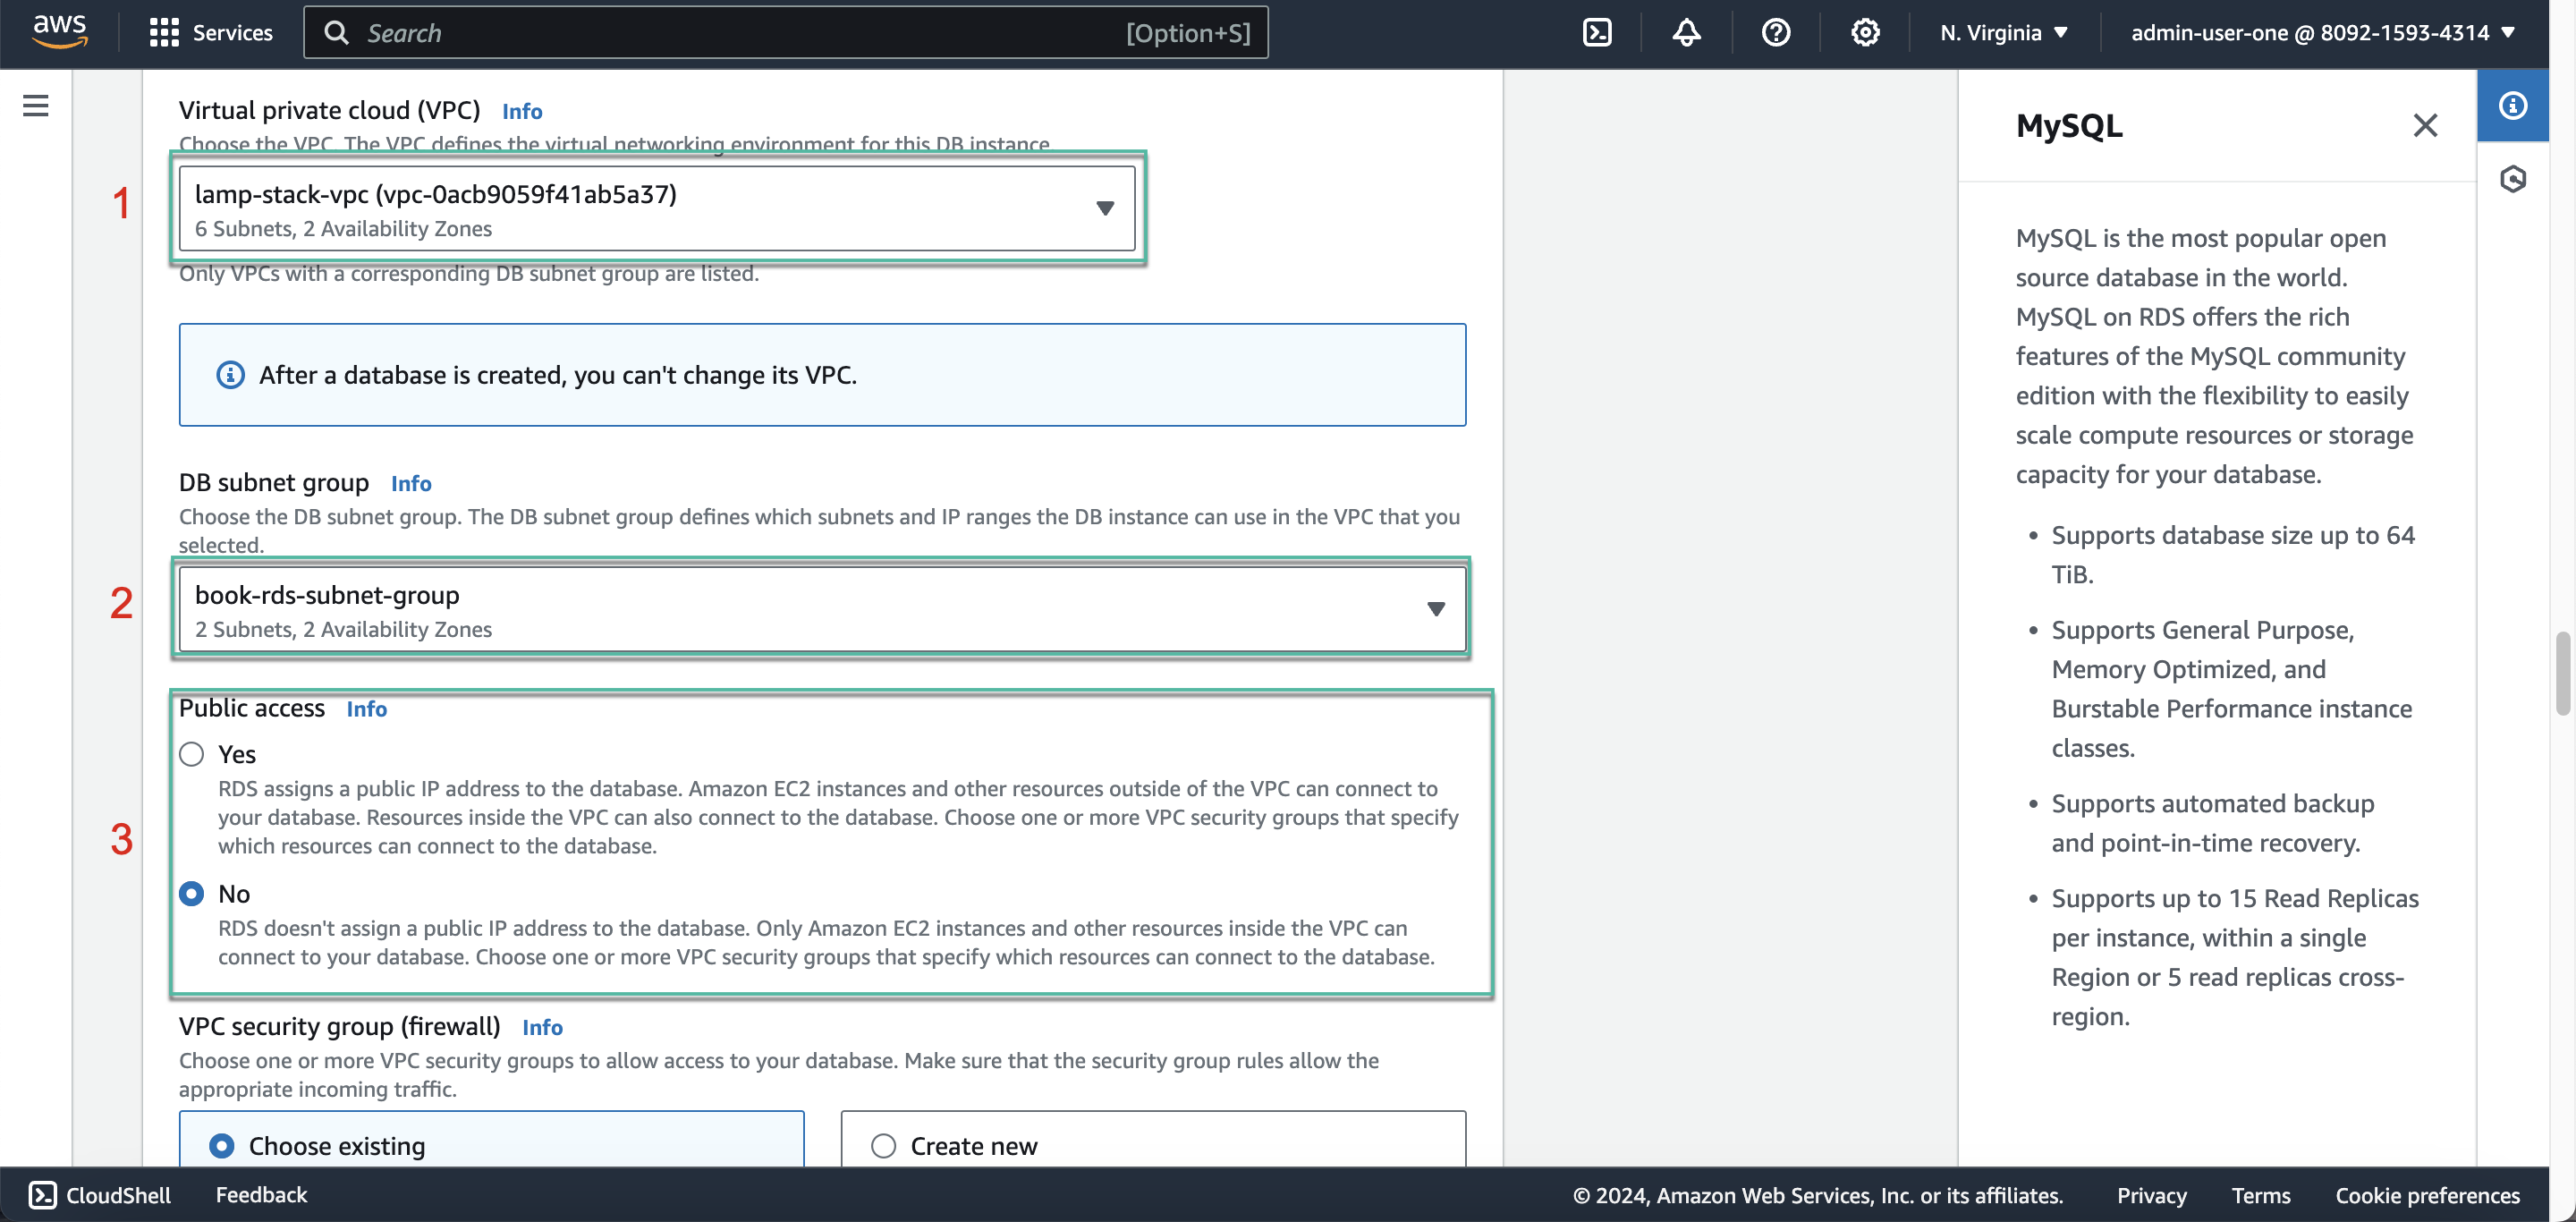 aws
Services
Search
[Option+S]
N. Virginia
admin-user-one @ 8092-1593-4314
Virtual private cloud (VPC) Info
Choose the VPC. The VPC defines the virtual networking environment for this DB instance.
1
lamp-stack-vpc (vpc-0acb9059f41ab5a37)
6 Subnets, 2 Availability Zones
Only VPCs with a corresponding DB subnet group are listed.
After a database is created, you can't change its VPC.
DB subnet group Info
Choose the DB subnet group. The DB subnet group defines which subnets and IP ranges the DB instance can use in the VPC that you
selected.
2
book-rds-subnet-group
2 Subnets, 2 Availability Zones
3
Public access Info
Yes
RDS assigns a public IP address to the database. Amazon EC2 instances and other resources outside of the VPC can connect to
your database. Resources inside the VPC can also connect to the database. Choose one or more VPC security groups that specify
which resources can connect to the database.
No
RDS doesn't assign a public IP address to the database. Only Amazon EC2 instances and other resources inside the VPC can
connect to your database. Choose one or more VPC security groups that specify which resources can connect to the database.
VPC security group (firewall) Info
Choose one or more VPC security groups to allow access to your database. Make sure that the security group rules allow the
appropriate incoming traffic.
Choose existing
Create new
MySQL
MySQL is the most popular open
source database in the world.
MySQL on RDS offers the rich
features of the MySQL community
edition with the flexibility to easily
scale compute resources or storage
capacity for your database.
• Supports database size up to 64
TiB.
• Supports General Purpose,
Memory Optimized, and
Burstable Performance instance
classes.
• Supports automated backup
and point-in-time recovery.
• Supports up to 15 Read Replicas
per instance, within a single
Region or 5 read replicas cross-
region.
CloudShell
Feedback
© 2024, Amazon Web Services, Inc. or its affiliates.
Privacy
Terms
Cookie preferences